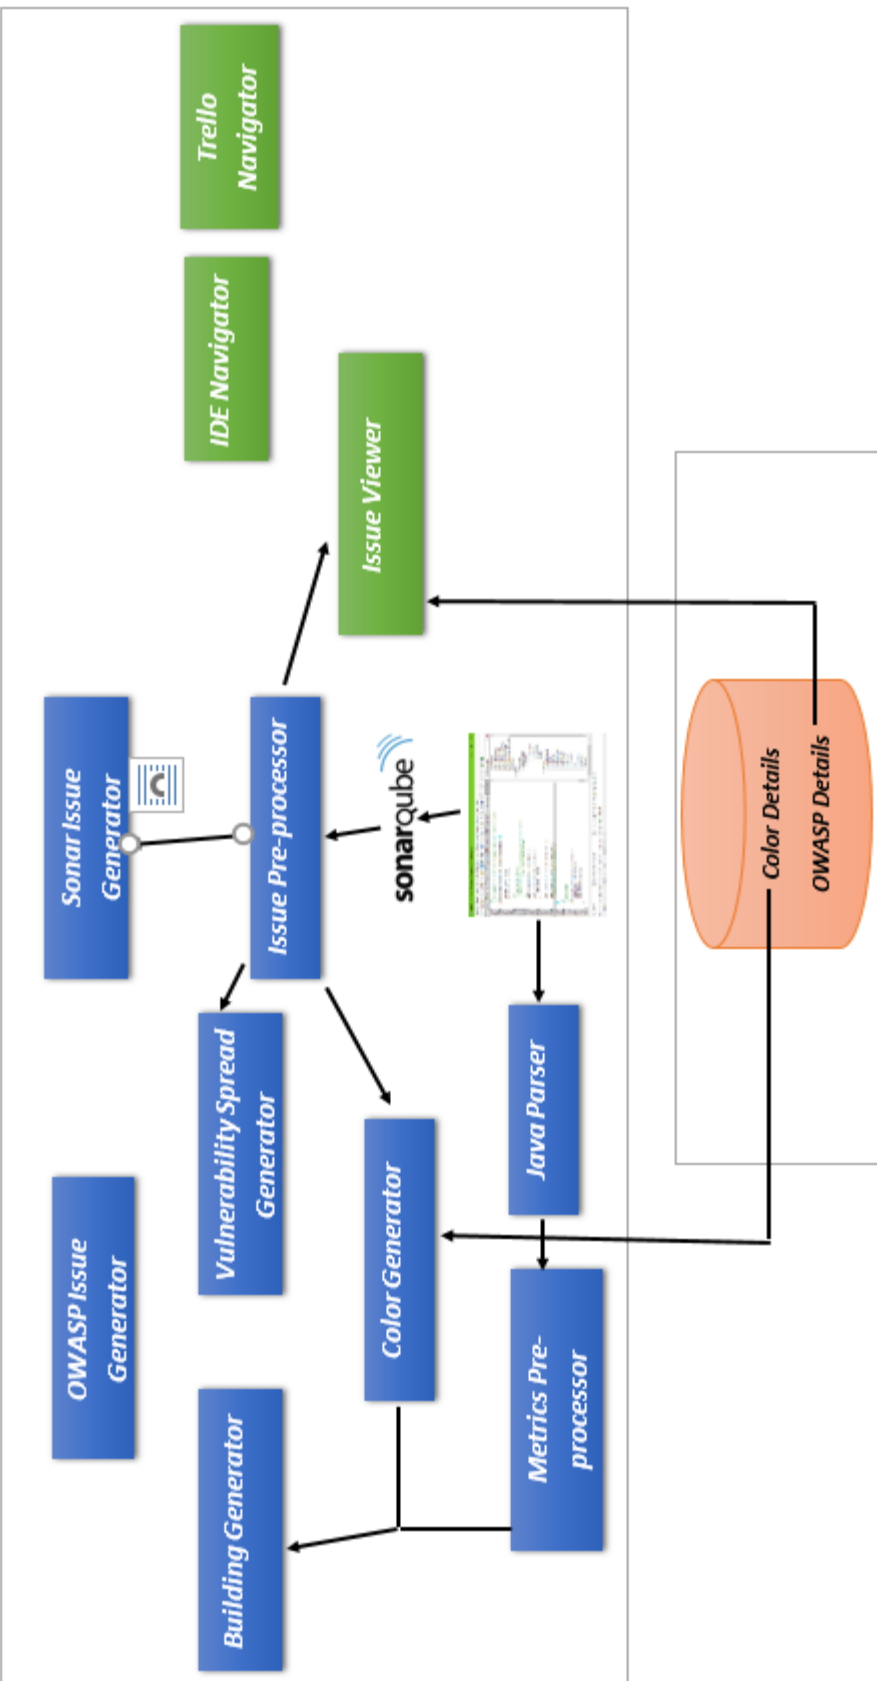 Trello
Navigator
IDE Navigator
Issue Viewer
Sonar Issue
Generator
Issue Pre-processor
sonarqube
Color Details
OWASP Details
Vulnerability Spread
Generator
Java Parser
OWASP Issue
Generator
Color Generator
Metrics Pre-
processor
Building Generator